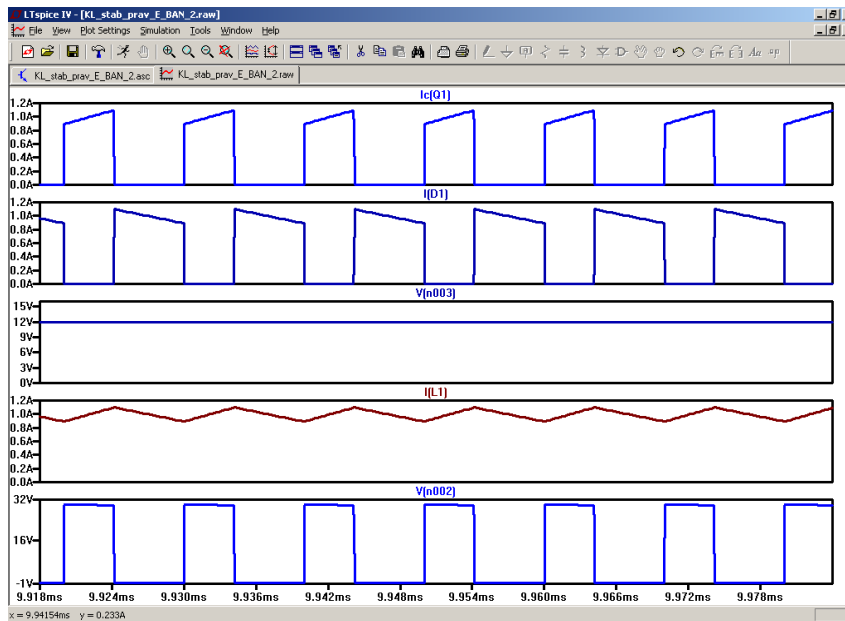 LTspice IV - [KL_stab_prav_E_BAN_2.raw]
File View Plot Settings Simulation Tools Window Help
KL_stab_prav_E_BAN_2.asc KL_stab_prav_E_BAN_2.raw
Ic(Q1)
1.2A
1.0A
0.8A
0.6A
0.4A
0.2A
0.0A
I(D1)
1.2A
1.0A
0.8A
0.6A
0.4A
0.2A
0.0A
V(n003)
15V
12V
9V
6V
3V
0V
I(L1)
1.2A
1.0A
0.8A
0.6A
0.4A
0.2A
0.0A
V(n002)
32V
16V
-1V
9.918ms 9.924ms 9.930ms 9.936ms 9.942ms 9.948ms 9.954ms 9.960ms 9.966ms 9.972ms 9.978ms
x = 9.94154ms y = 0.233A